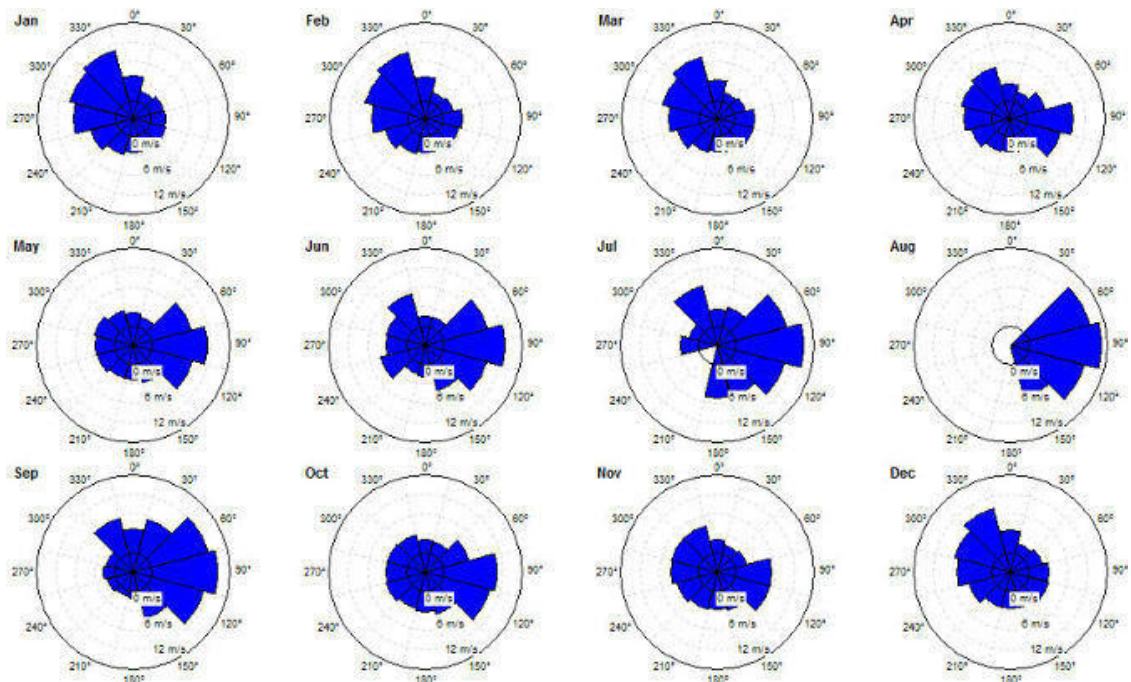 Jan 0°
330° 30°
300° 60°
270° 90°
0 m/s
240° 6 m/s 120°
12 m/s
210° 150°
180°
Feb 0°
330° 30°
300° 60°
270° 90°
0 m/s
240° 6 m/s 120°
12 m/s
210° 150°
180°
Mar 0°
330° 30°
300° 60°
270° 90°
0 m/s
240° 6 m/s 120°
12 m/s
210° 150°
180°
Apr 0°
330° 30°
300° 60°
270° 90°
0 m/s
240° 6 m/s 120°
12 m/s
210° 150°
180°
May 0°
330° 30°
300° 60°
270° 90°
0 m/s
240° 6 m/s 120°
12 m/s
210° 150°
180°
Jun 0°
330° 30°
300° 60°
270° 90°
0 m/s
240° 6 m/s 120°
12 m/s
210° 150°
180°
Jul 0°
330° 30°
300° 60°
270° 90°
0 m/s
240° 6 m/s 120°
12 m/s
210° 150°
180°
Aug 0°
330° 30°
300° 60°
270° 90°
0 m/s
240° 6 m/s 120°
12 m/s
210° 150°
180°
Sep 0°
330° 30°
300° 60°
270° 90°
0 m/s
240° 6 m/s 120°
12 m/s
210° 150°
180°
Oct 0°
330° 30°
300° 60°
270° 90°
0 m/s
240° 6 m/s 120°
12 m/s
210° 150°
180°
Nov 0°
330° 30°
300° 60°
270° 90°
0 m/s
240° 6 m/s 120°
12 m/s
210° 150°
180°
Dec 0°
330° 30°
300° 60°
270° 90°
0 m/s
240° 6 m/s 120°
12 m/s
210° 150°
180°